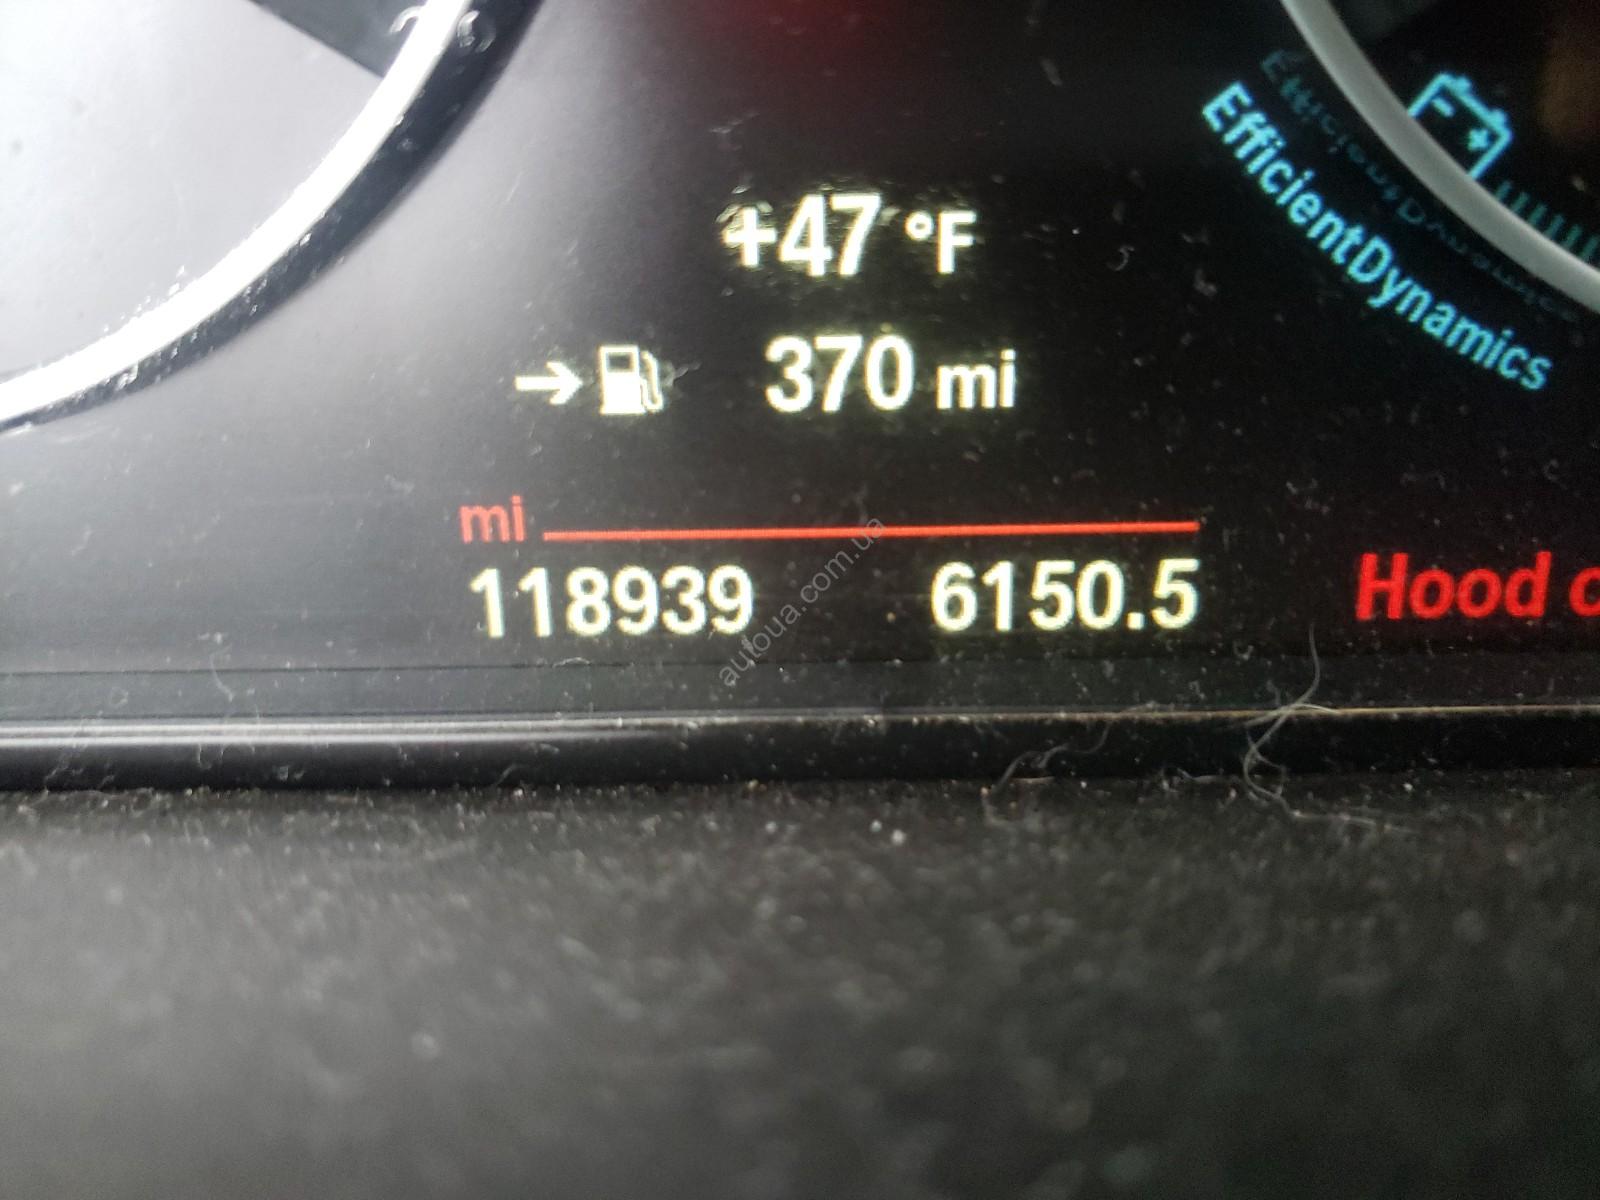 EfficientDynamics
+47 °F
370 mi
mi
118939 6150.5
Hood
autoua.com.ua